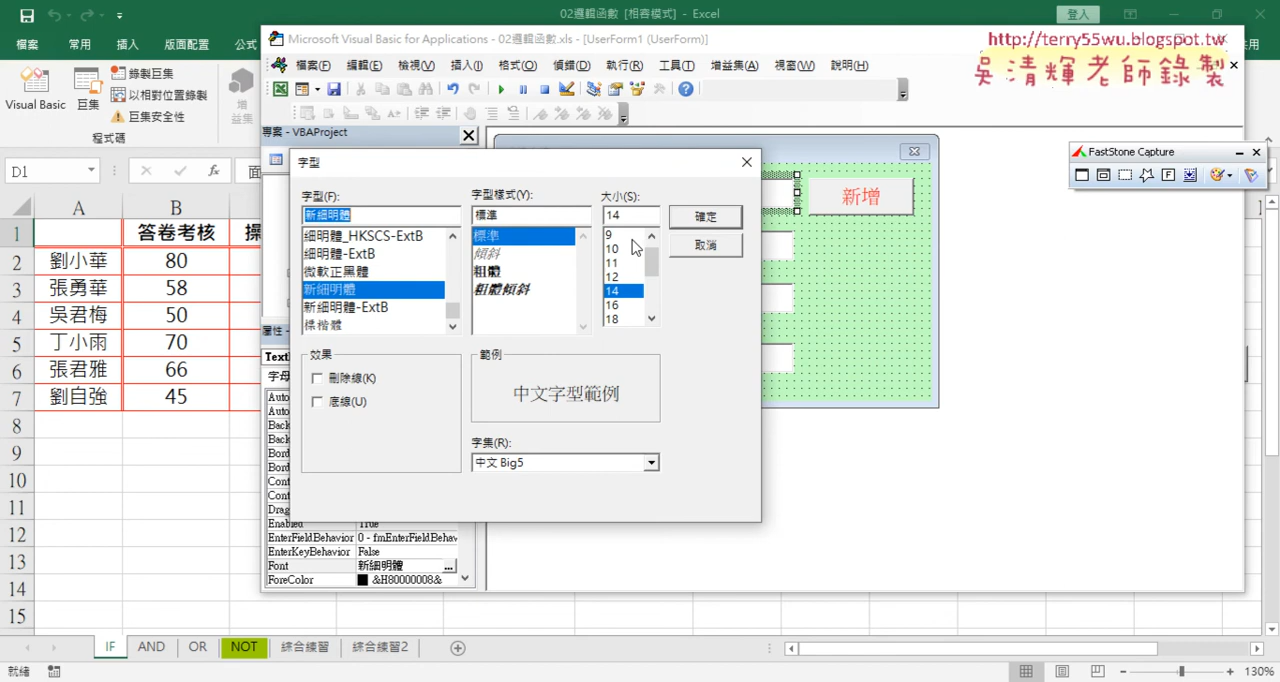 02邏輯函數 [相容模式] - Excel
登入
檔案
常用
插入
版面配置
公式
Visual Basic
巨集
錄製巨集
以相對位置錄製
巨集安全性
增
益集
程式碼
D1
fx
A
B
答卷考核
1
2
劉小華
80
3
張勇華
58
4
吳君梅
50
5
丁小雨
70
6
張君雅
66
7
劉自強
45
8
9
10
11
12
13
14
15
Microsoft Visual Basic for Applications - 02邏輯函數.xls - [UserForm1 (UserForm)]
檔案(F)
編輯(E)
檢視(V)
插入(I)
格式(O)
偵錯(D)
執行(R)
工具(T)
增益集(A)
視窗(W)
說明(H)
http://terry55wu.blogspot.tw
吳清輝老師錄製
專案 - VBAProject
字型
字型(F):
字型樣式(Y):
大小(S):
新細明體
標準
14
確定
取消
細明體_HKSCS-ExtB
細明體-ExtB
微軟正黑體
新細明體
新細明體-ExtB
標楷體
標準
傾斜
粗體
粗體傾斜
9
10
11
12
14
16
18
效果
刪除線(K)
底線(U)
範例
中文字型範例
字集(R):
中文 Big5
新增
FastStone Capture
Enabled
True
EnterFieldBehavior
0 - fmEnterFieldBehav
EnterKeyBehavior
False
Font
新細明體
...
ForeColor
&H80000008&
IF
AND
OR
NOT
綜合練習
綜合練習2
就緒
130%